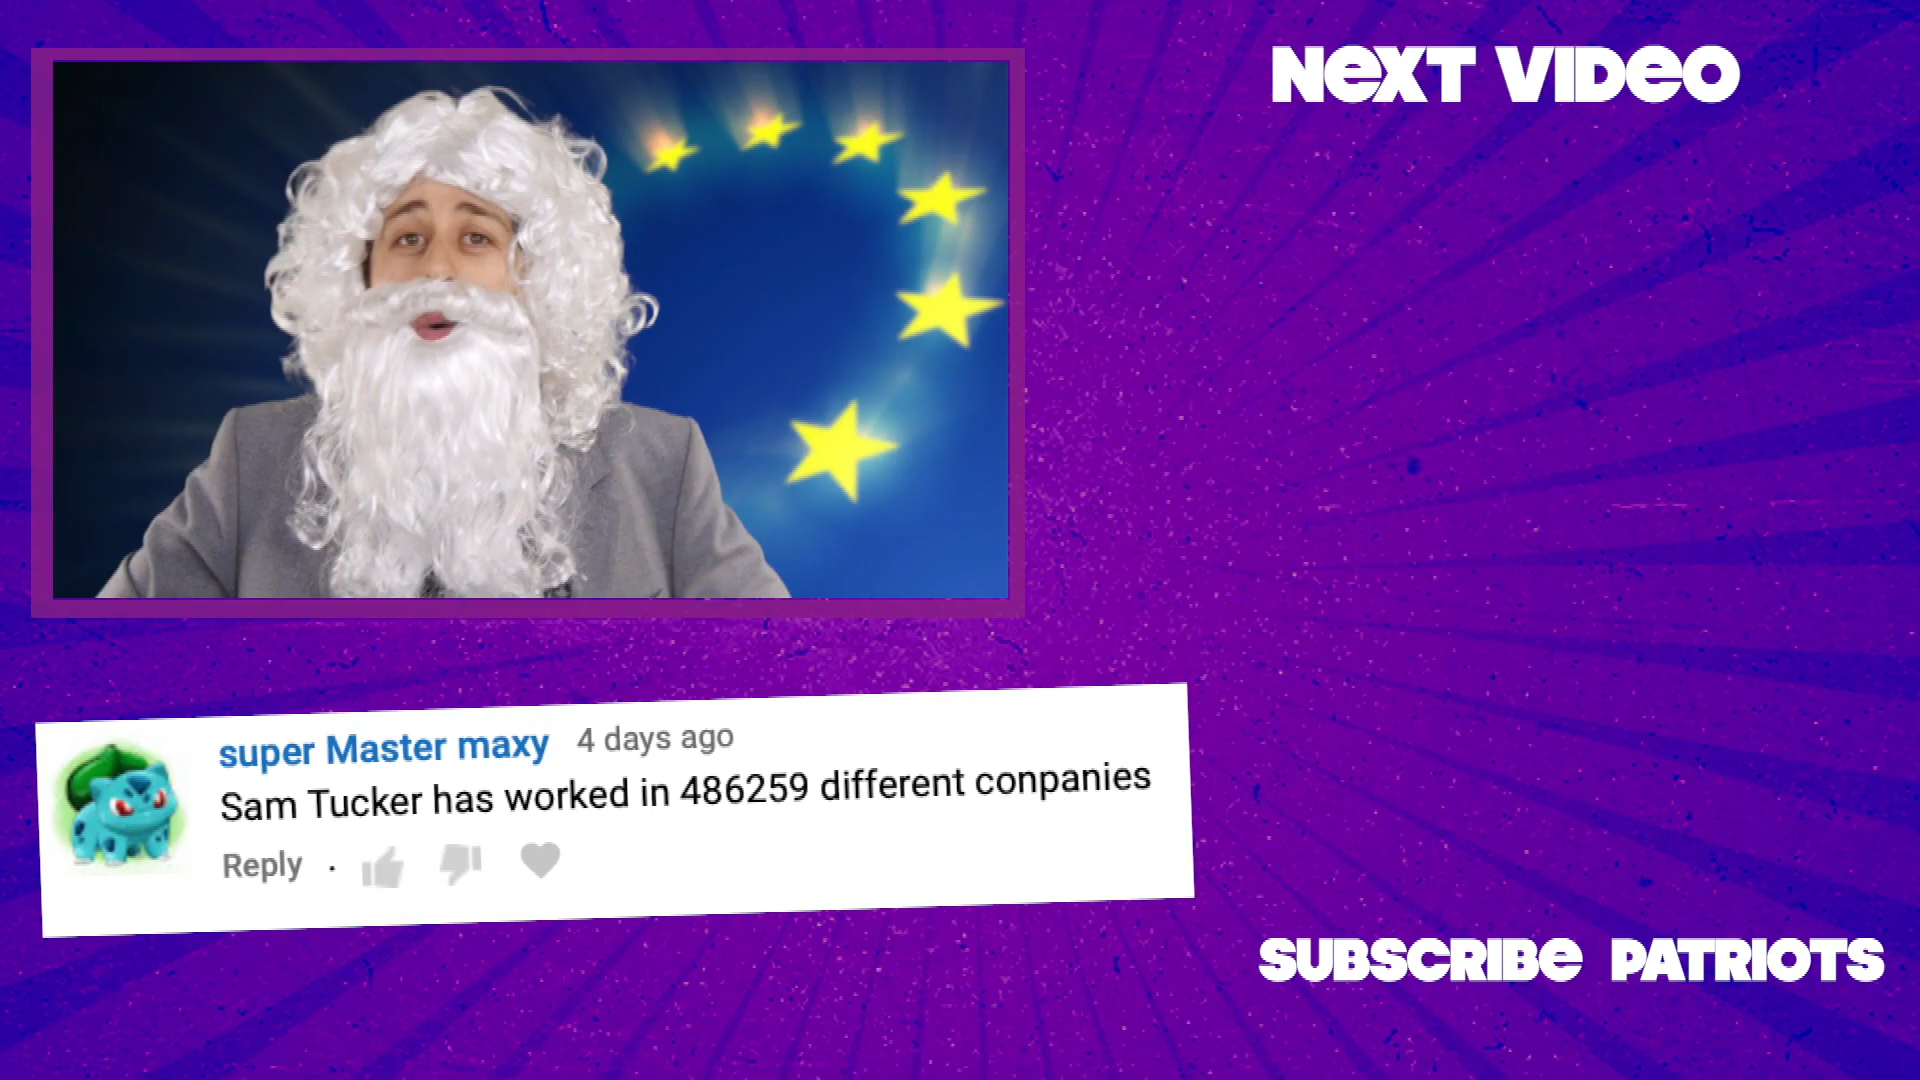 NEXT VIDEO
super Master maxy 4 days ago
Sam Tucker has worked in 486259 different conpanies
Reply ·
SUBSCRIBE PATRIOTS